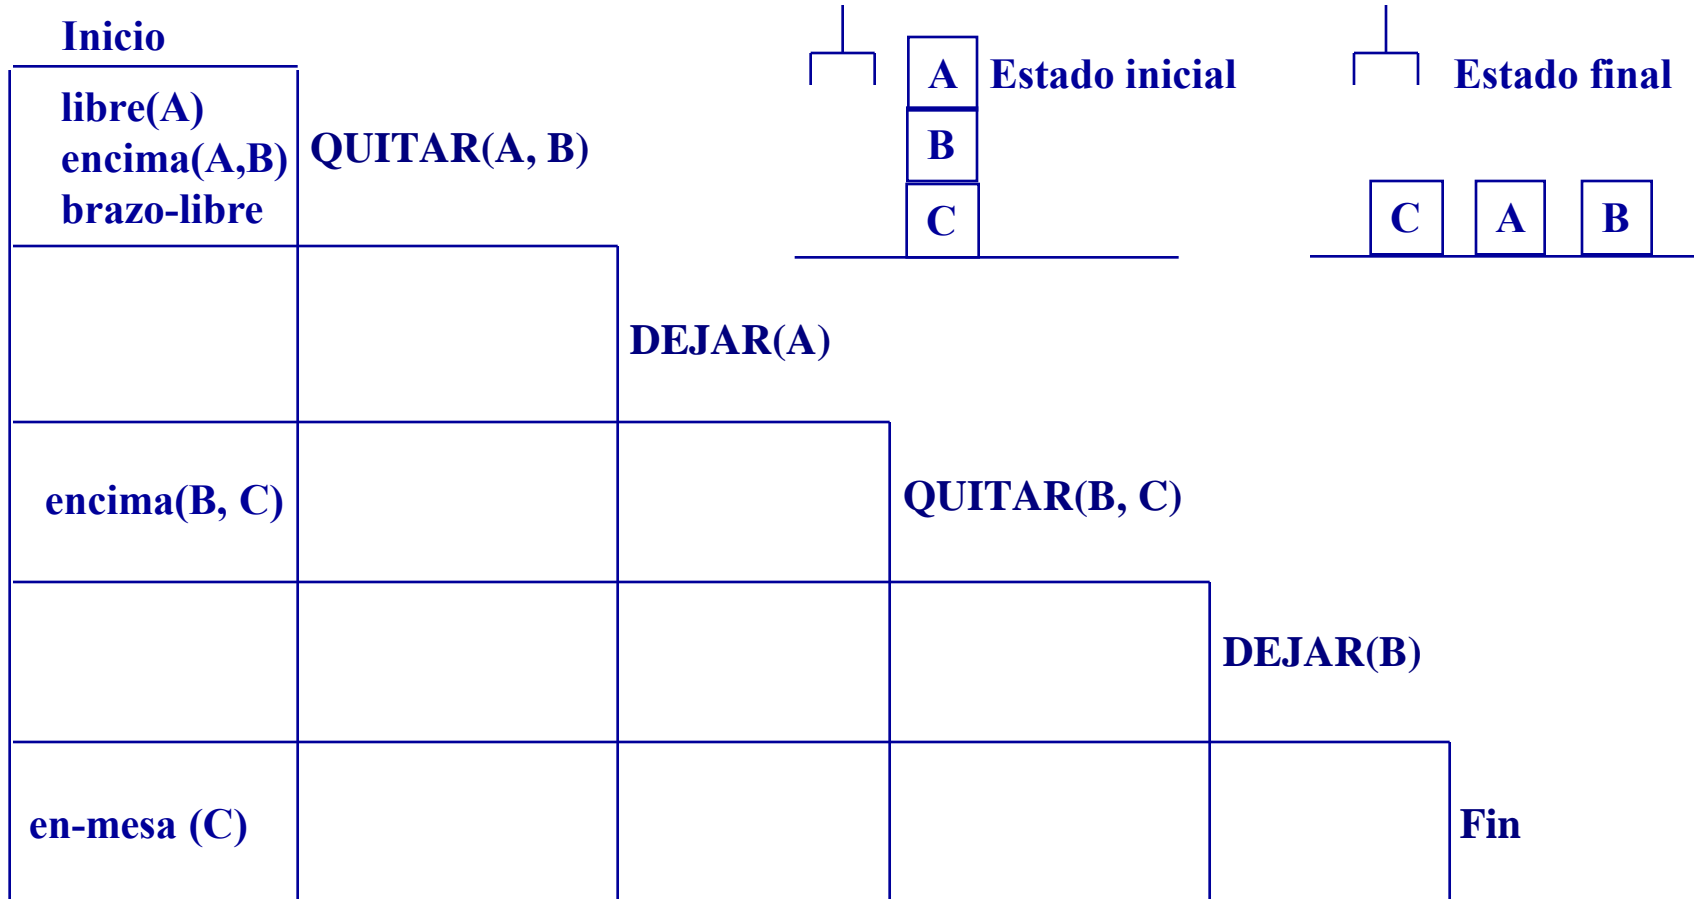 Inicio
libre(A)
encima(A,B)
brazo-libre
QUITAR(A, B)
A
B
C
Estado inicial
Estado final
C A B
DEJAR(A)
encima(B, C)
QUITAR(B, C)
DEJAR(B)
en-mesa (C)
Fin